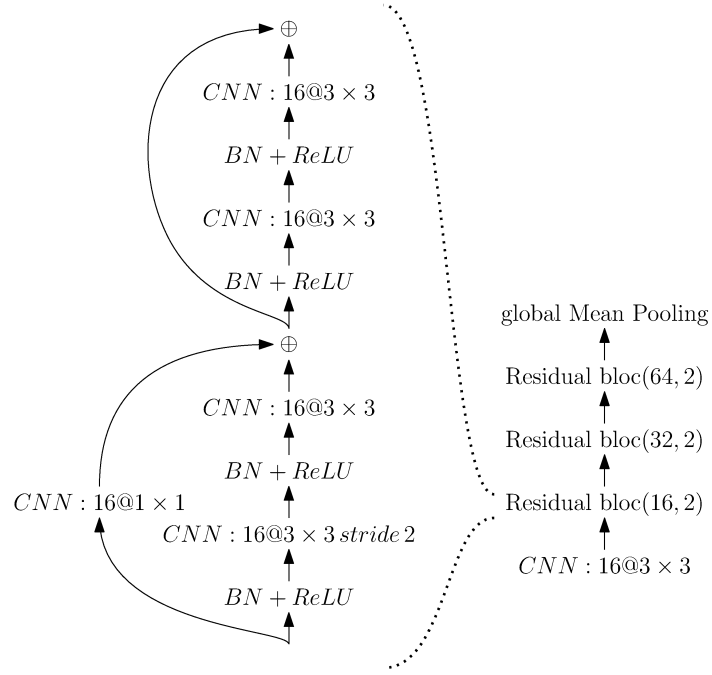 ⊕
CNN : 16@3 × 3
BN + ReLU
CNN : 16@3 × 3
BN + ReLU
⊕
CNN : 16@3 × 3
BN + ReLU
CNN : 16@1 × 1
CNN : 16@3 × 3 stride 2
BN + ReLU
global Mean Pooling
Residual bloc(64, 2)
Residual bloc(32, 2)
Residual bloc(16, 2)
CNN : 16@3 × 3